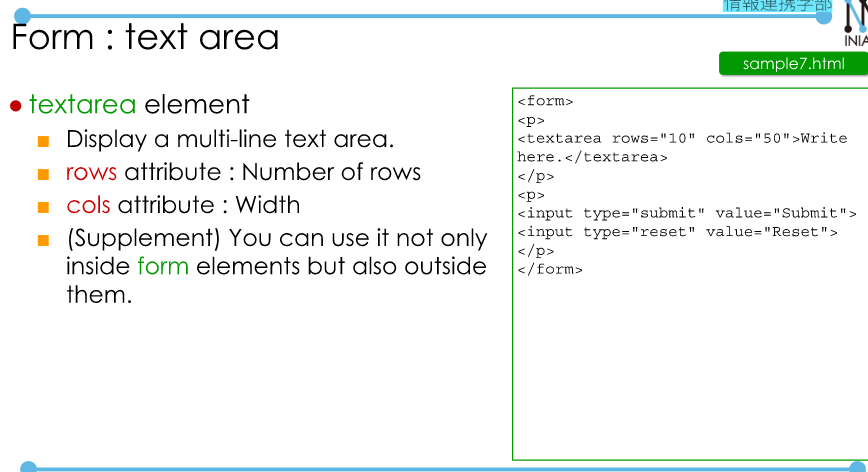 情報連携学部
INIA
Form : text area
sample7.html
textarea element
Display a multi-line text area.
rows attribute : Number of rows
cols attribute : Width
(Supplement) You can use it not only
inside form elements but also outside
them.
<form>
<p>
<textarea rows="10" cols="50">Write
here.</textarea>
</p>
<p>
<input type="submit" value="Submit">
<input type="reset" value="Reset">
</p>
</form>